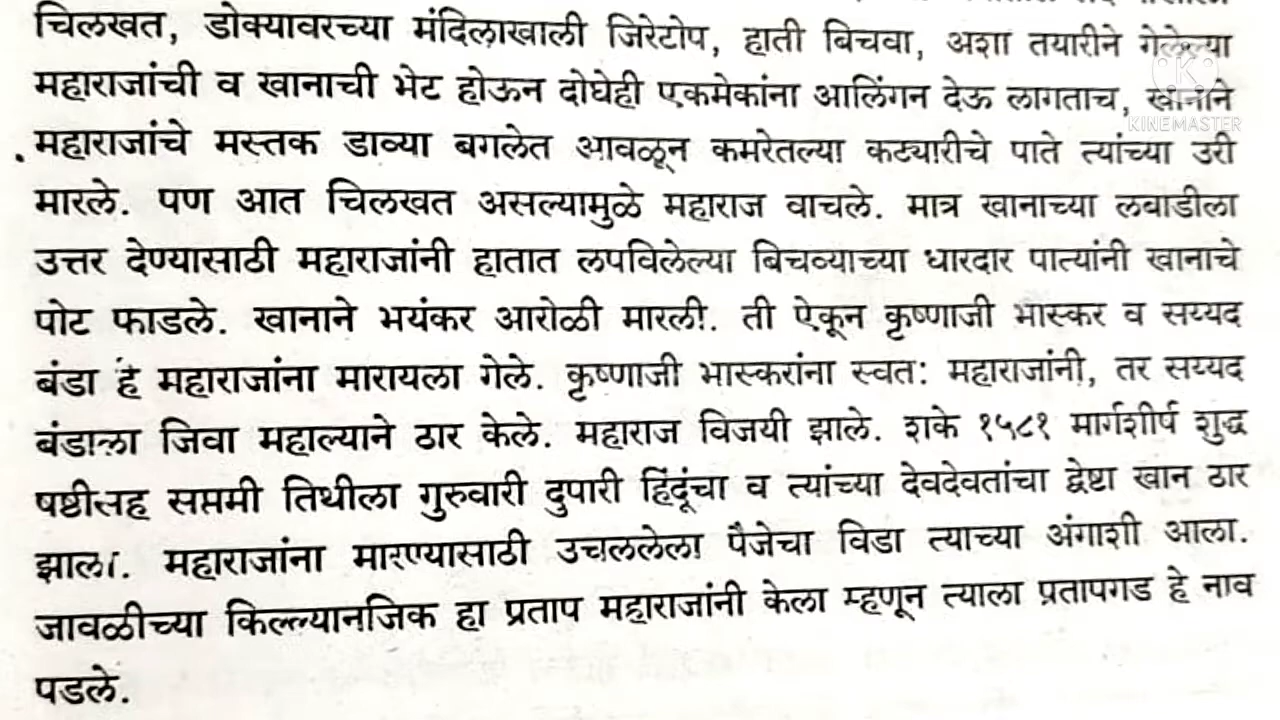 चिलखत, डोक्यावरच्या मंदिलाखाली जिरेटोप, हाती बिचवा, अशा तयारीने गेलेल्या
महाराजांची व खानाची भेट होऊन दोघेही एकमेकांना आलिंगन देऊ लागताच, खानाने
KINEMASTER
महाराजांचे मस्तक डाव्या बगलेत आवळून कमरेतल्या कट्यारीचे पाते त्यांच्या उरी
मारले. पण आत चिलखत असल्यामुळे महाराज वाचले. मात्र खानाच्या लबाडीला
उत्तर देण्यासाठी महाराजांनी हातात लपविलेल्या बिचव्याच्या धारदार पात्यांनी खानाचे
पोट फाडले. खानाने भयंकर आरोळी मारली. ती ऐकून कृष्णाजी भास्कर व सय्यद
बंडा हे महाराजांना मारायला गेले. कृष्णाजी भास्करांना स्वत: महाराजांनी, तर सय्यद
बंडाला जिवा महाल्याने ठार केले. महाराज विजयी झाले. शके १५८१ मार्गशीर्ष शुद्ध
षष्ठीसह सप्तमी तिथीला गुरुवारी दुपारी हिंदूंचा व त्यांच्या देवदेवतांचा द्वेष्टा खान ठार
झाला. महाराजांना मारण्यासाठी उचललेला पैजेचा विडा त्याच्या अंगाशी आला.
जावळीच्या किल्ल्यानजिक हा प्रताप महाराजांनी केला म्हणून त्याला प्रतापगड हे नाव
पडले.